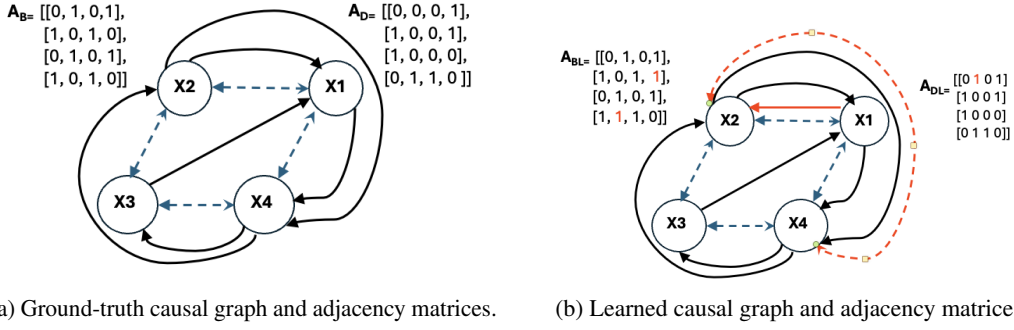 A_B= [[0, 1, 0,1],
[1, 0, 1, 0],
[0, 1, 0, 1],
[1, 0, 1, 0]]
A_D= [[0, 0, 0, 1],
[1, 0, 0, 1],
[1, 0, 0, 0],
[0, 1, 1, 0 ]]
X2
X1
X3
X4
a) Ground-truth causal graph and adjacency matrices.
A_BL= [[0, 1, 0,1],
[1, 0, 1, 1],
[0, 1, 0, 1],
[1, 1, 1, 0]]
A_DL= [[0 1 0 1]
[1 0 0 1]
[1 0 0 0]
[0 1 1 0]]
X2
X1
X3
X4
(b) Learned causal graph and adjacency matrice